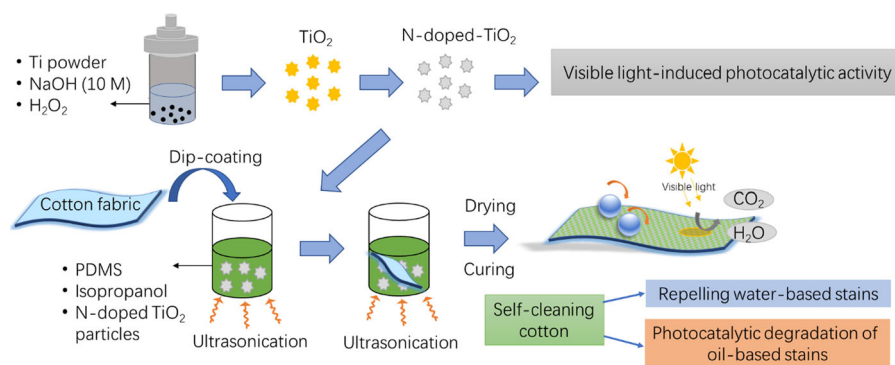 • Ti powder
• NaOH (10 M)
• H₂O₂
TiO₂
N-doped-TiO₂
Visible light-induced photocatalytic activity
Dip-coating
Cotton fabric
• PDMS
• Isopropanol
• N-doped TiO₂
particles
Ultrasonication
Ultrasonication
Drying
Curing
Visible light
CO₂
H₂O
Self-cleaning
cotton
Repelling water-based stains
Photocatalytic degradation of
oil-based stains